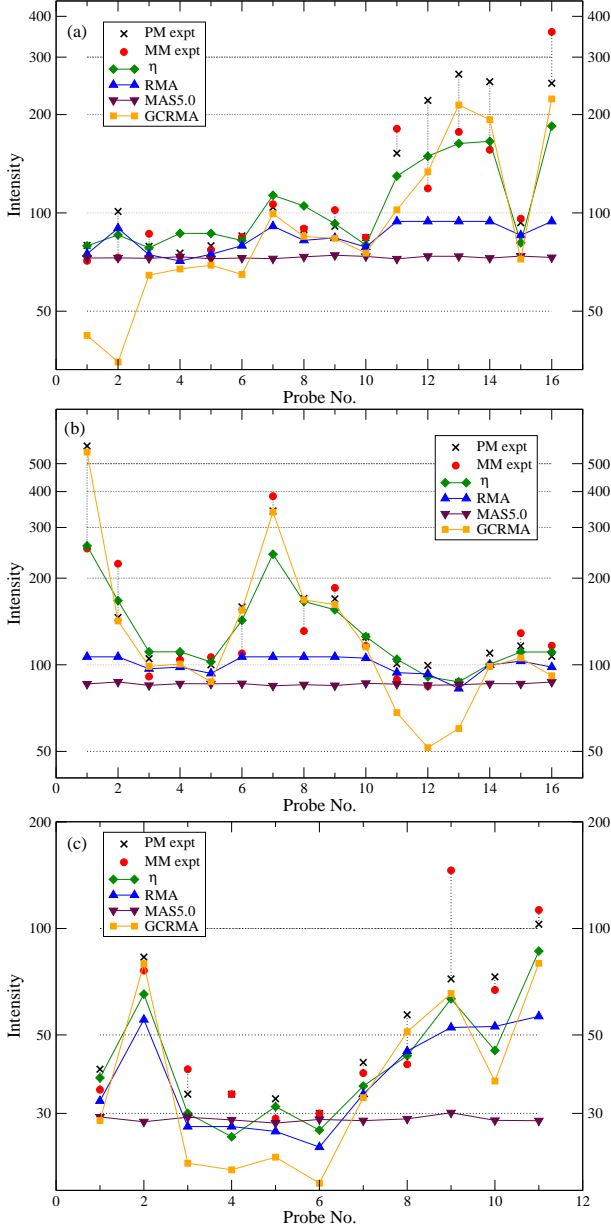 (a)
PM expt
MM expt
η
RMA
MAS5.0
GCRMA
400
300
200
100
50
400
300
200
100
50
Intensity
0 2 4 6 8 10 12 14 16
Probe No.
(b)
PM expt
MM expt
η
RMA
MAS5.0
GCRMA
500
400
300
200
100
50
500
400
300
200
100
50
Intensity
0 2 4 6 8 10 12 14 16
Probe No.
(c)
PM expt
MM expt
η
RMA
MAS5.0
GCRMA
200
100
50
30
200
100
50
30
Intensity
0 2 4 6 8 10 12
Probe No.